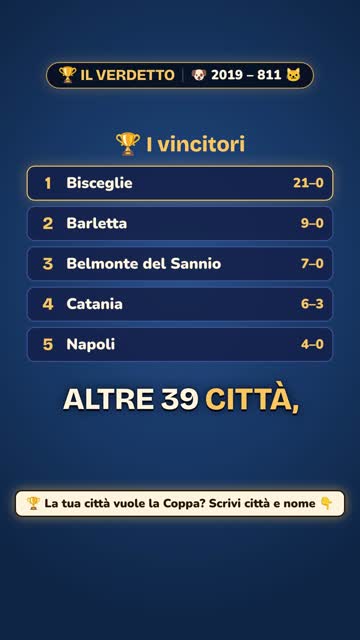 🏆 IL VERDETTO | 🐶 2019 – 811 🐱
🏆 I vincitori
1 Bisceglie 21–0
2 Barletta 9–0
3 Belmonte del Sannio 7–0
4 Catania 6–3
5 Napoli 4–0
ALTRE 39 CITTÀ,
🏆 La tua città vuole la Coppa? Scrivi città e nome 👇